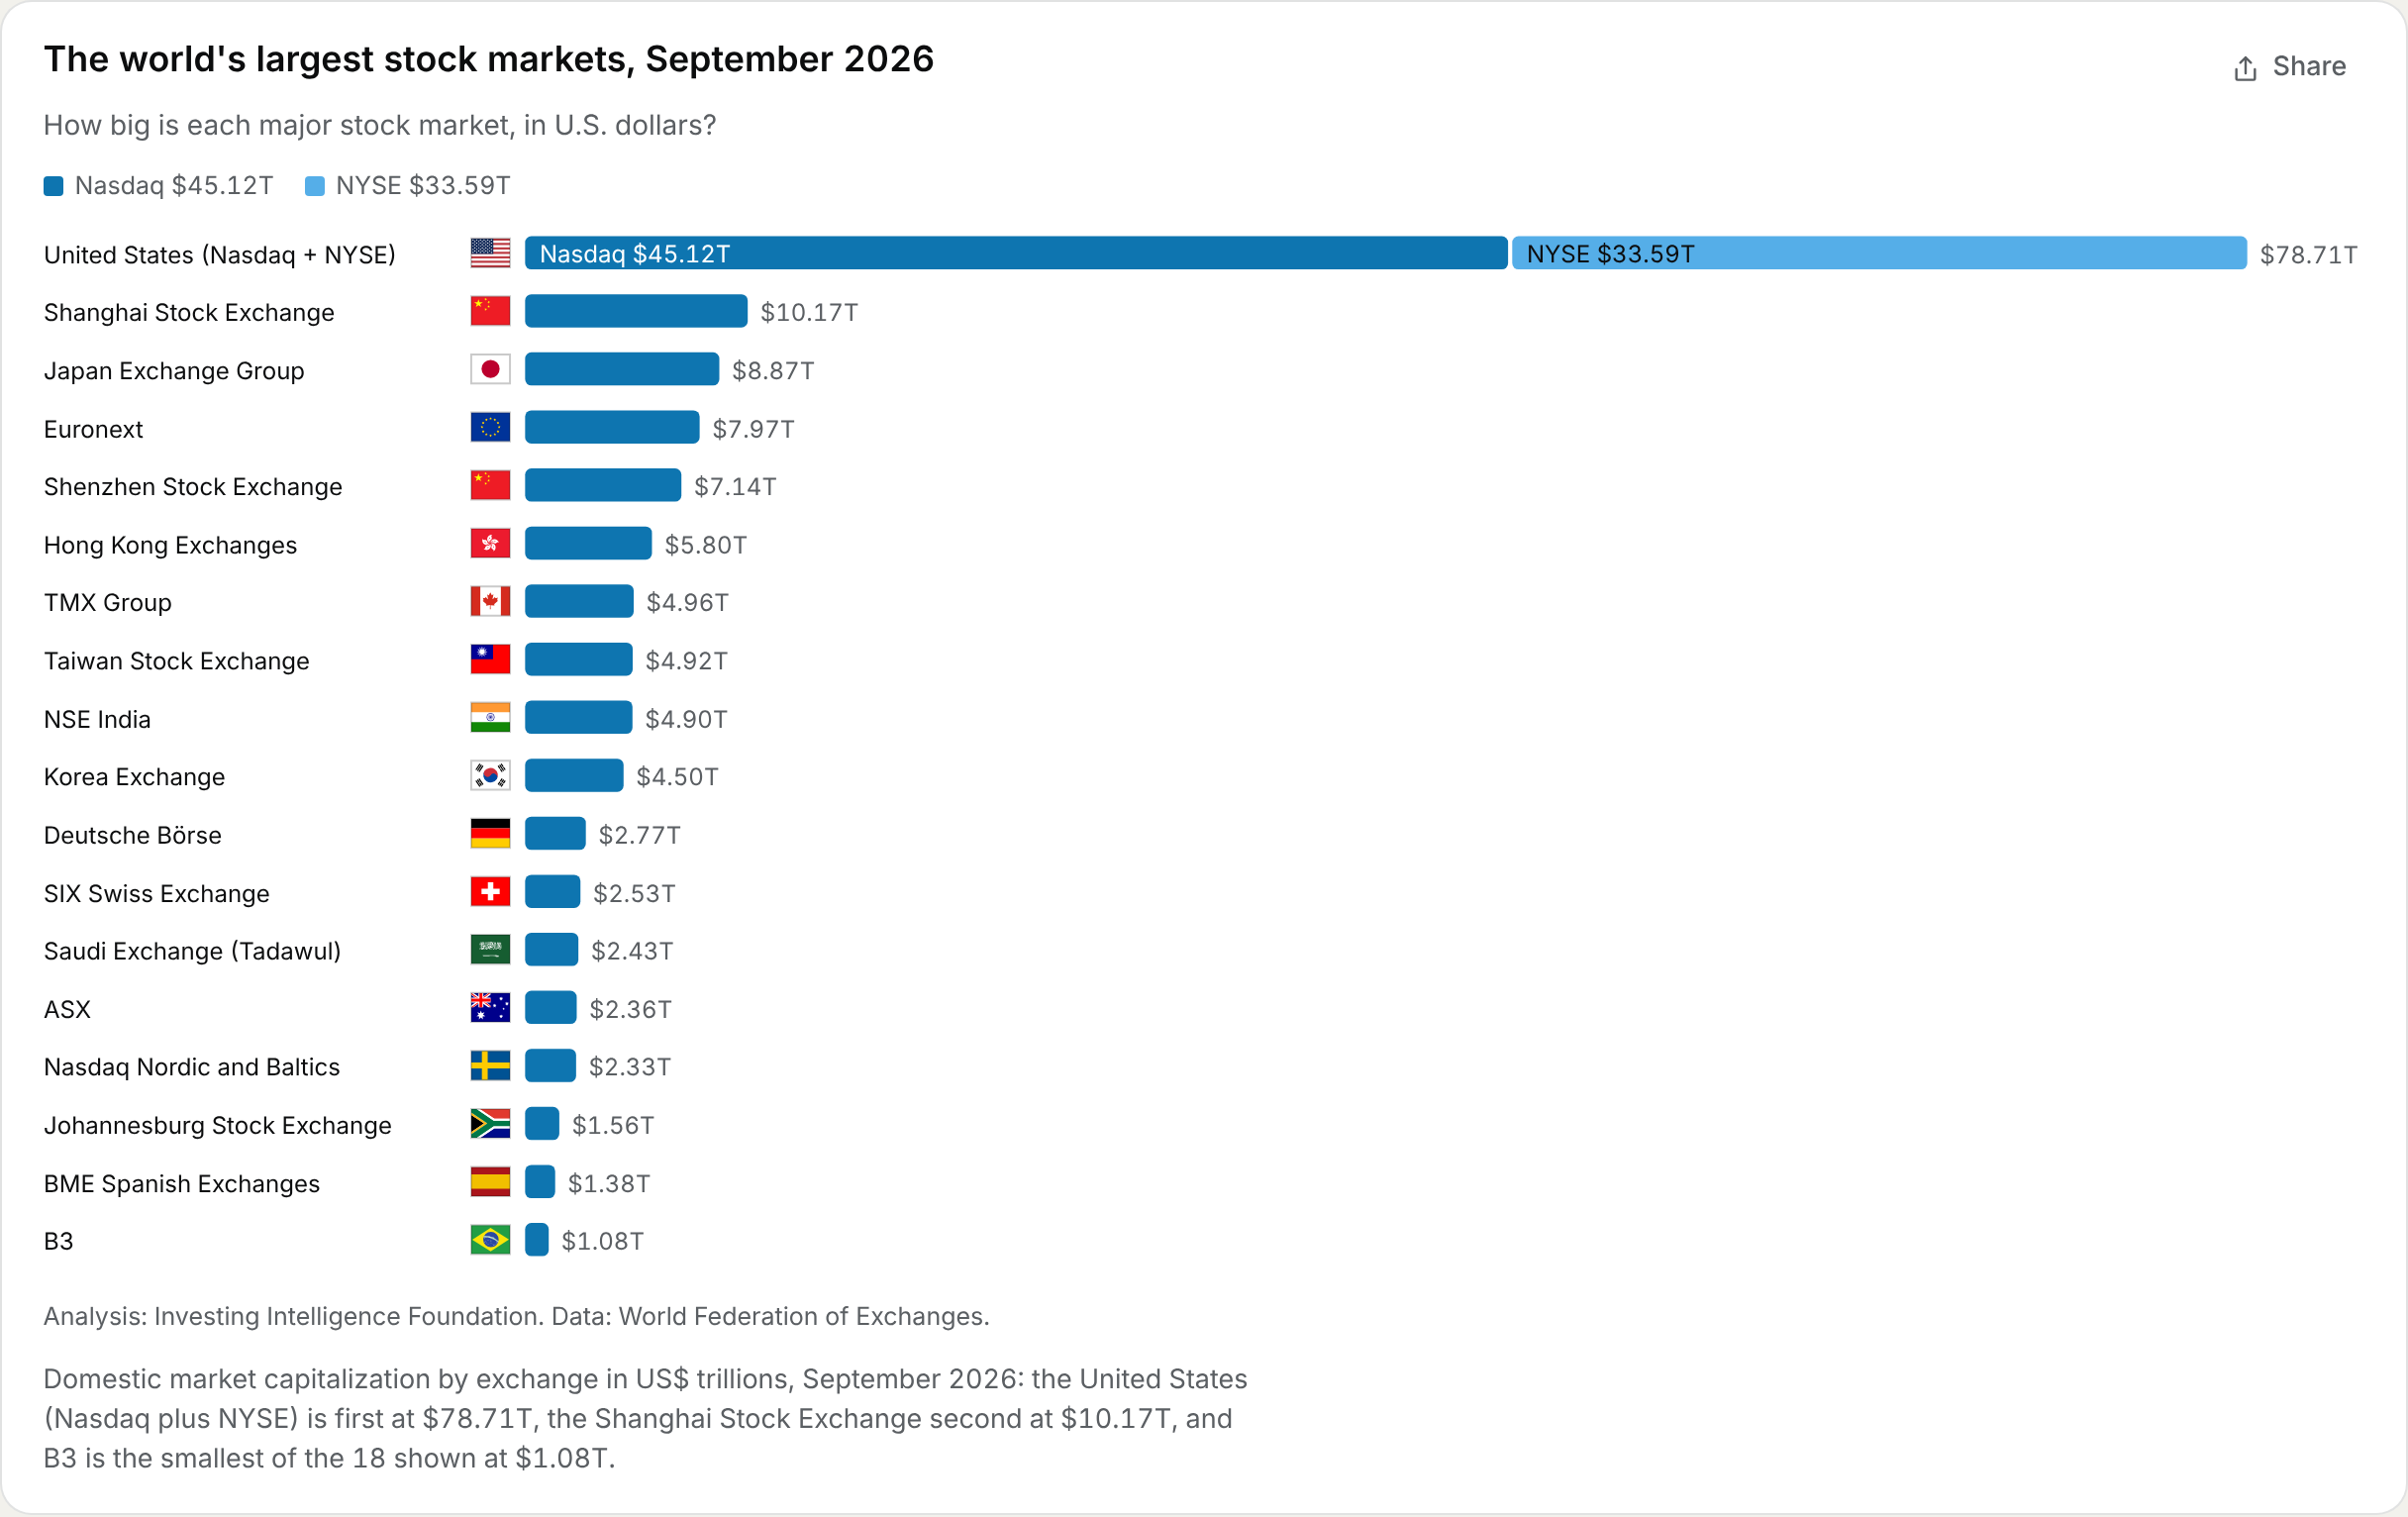 The world's largest stock markets, September 2026
Share
How big is each major stock market, in U.S. dollars?
Nasdaq $45.12T NYSE $33.59T
United States (Nasdaq + NYSE) Nasdaq $45.12T NYSE $33.59T $78.71T
Shanghai Stock Exchange $10.17T
Japan Exchange Group $8.87T
Euronext $7.97T
Shenzhen Stock Exchange $7.14T
Hong Kong Exchanges $5.80T
TMX Group $4.96T
Taiwan Stock Exchange $4.92T
NSE India $4.90T
Korea Exchange $4.50T
Deutsche Börse $2.77T
SIX Swiss Exchange $2.53T
Saudi Exchange (Tadawul) $2.43T
ASX $2.36T
Nasdaq Nordic and Baltics $2.33T
Johannesburg Stock Exchange $1.56T
BME Spanish Exchanges $1.38T
B3 $1.08T
Analysis: Investing Intelligence Foundation. Data: World Federation of Exchanges.
Domestic market capitalization by exchange in US$ trillions, September 2026: the United States
(Nasdaq plus NYSE) is first at $78.71T, the Shanghai Stock Exchange second at $10.17T, and
B3 is the smallest of the 18 shown at $1.08T.